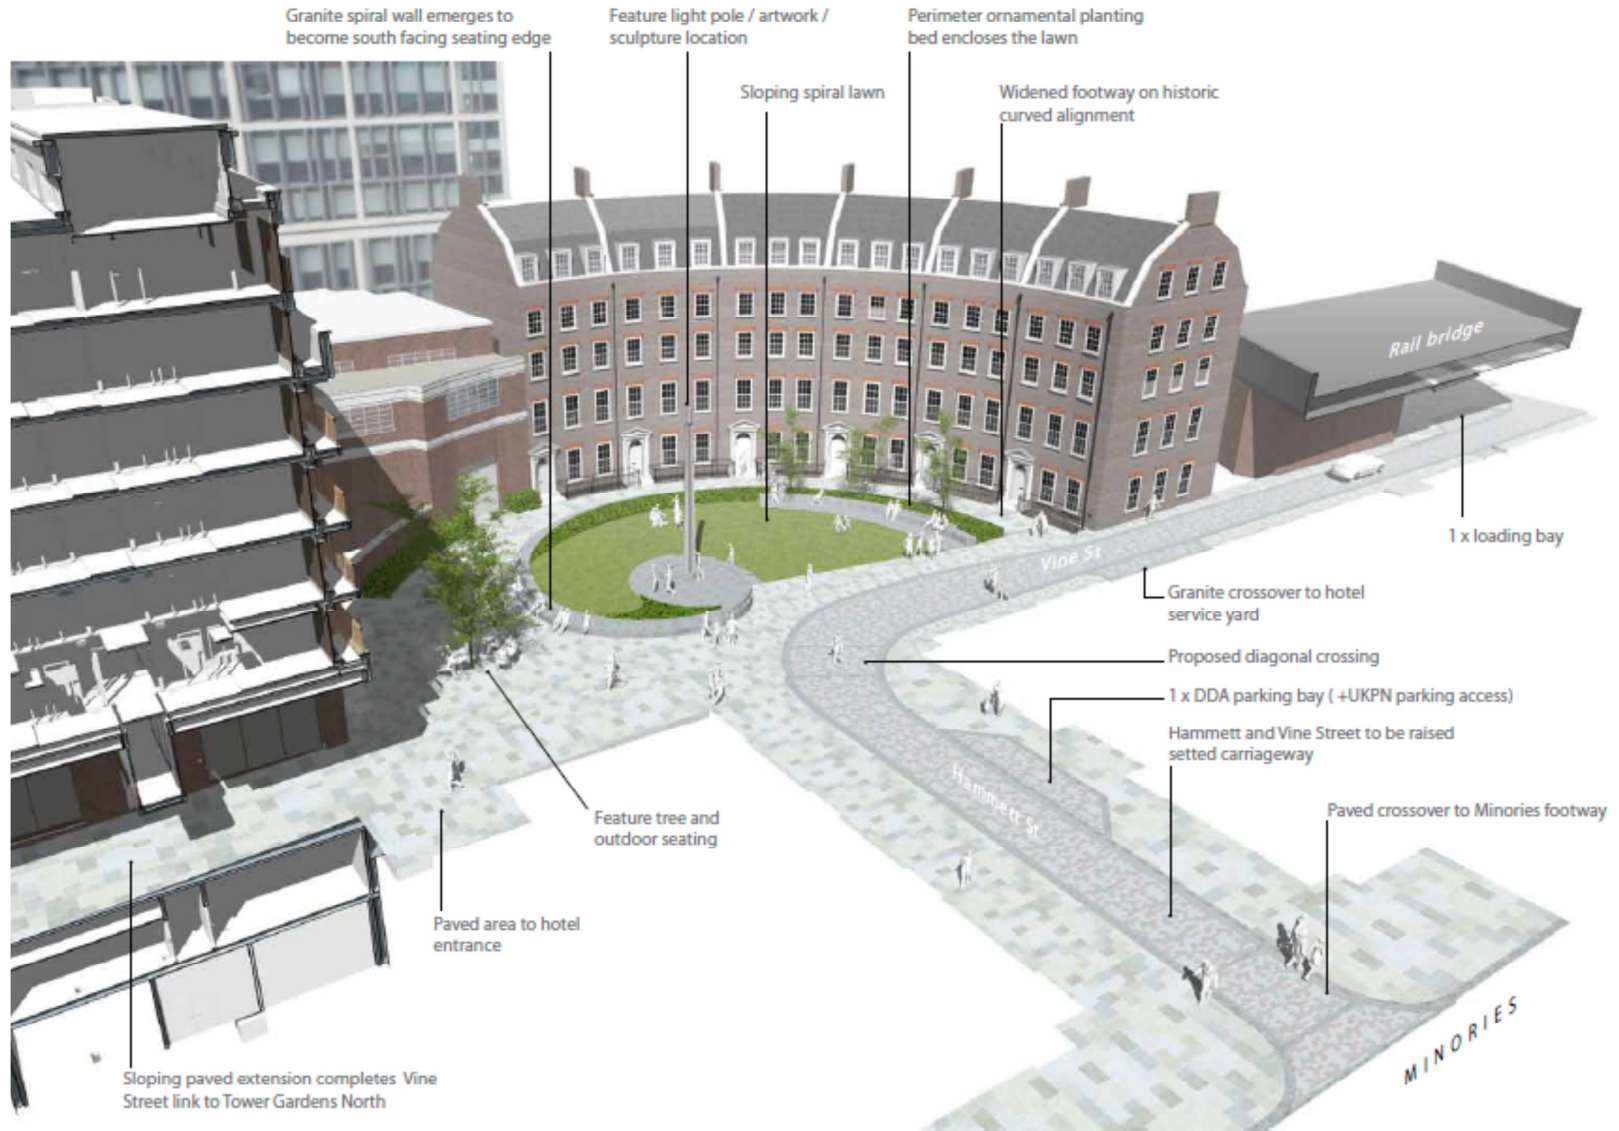 Granite spiral wall emerges to
become south facing seating edge
Feature light pole / artwork /
sculpture location
Perimeter ornamental planting
bed encloses the lawn
Sloping spiral lawn
Widened footway on historic
curved alignment
Rail bridge
1 x loading bay
Vine St
Granite crossover to hotel
service yard
Proposed diagonal crossing
1 x DDA parking bay ( +UKPN parking access)
Hammett and Vine Street to be raised
setted carriageway
Hammett St
Paved crossover to Minories footway
Feature tree and
outdoor seating
Paved area to hotel
entrance
MINORIES
Sloping paved extension completes Vine
Street link to Tower Gardens North